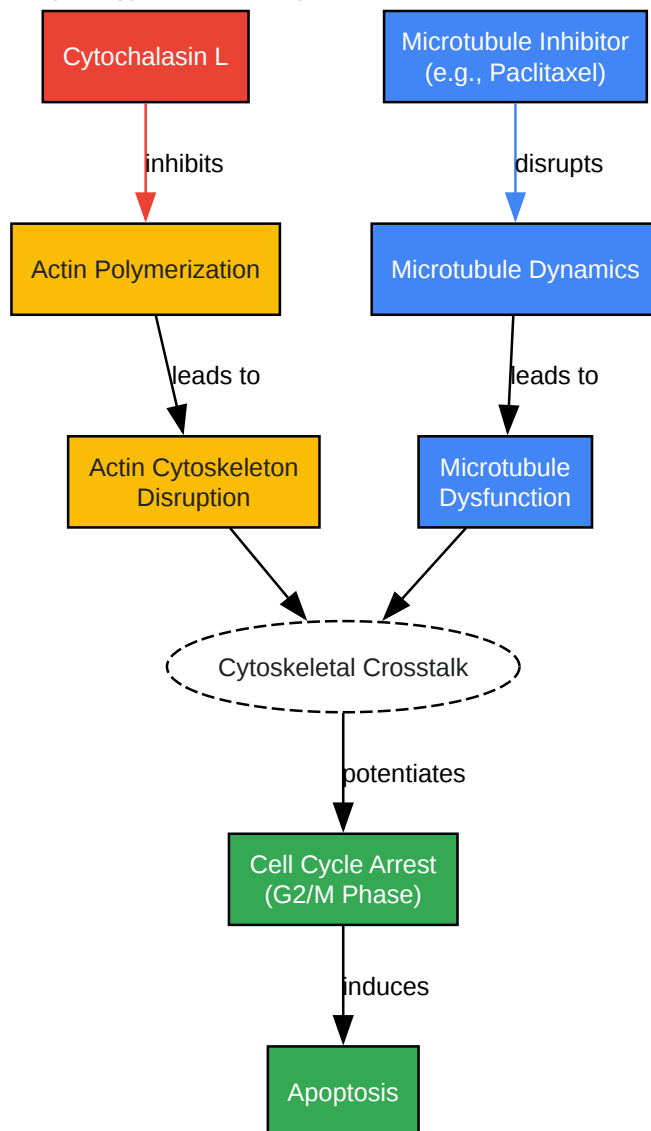 Cytochalasin L
Microtubule Inhibitor
(e.g., Paclitaxel)
inhibits
disrupts
Actin Polymerization
Microtubule Dynamics
leads to
leads to
Actin Cytoskeleton
Disruption
Microtubule
Dysfunction
Cytoskeletal Crosstalk
potentiates
Cell Cycle Arrest
(G2/M Phase)
induces
Apoptosis